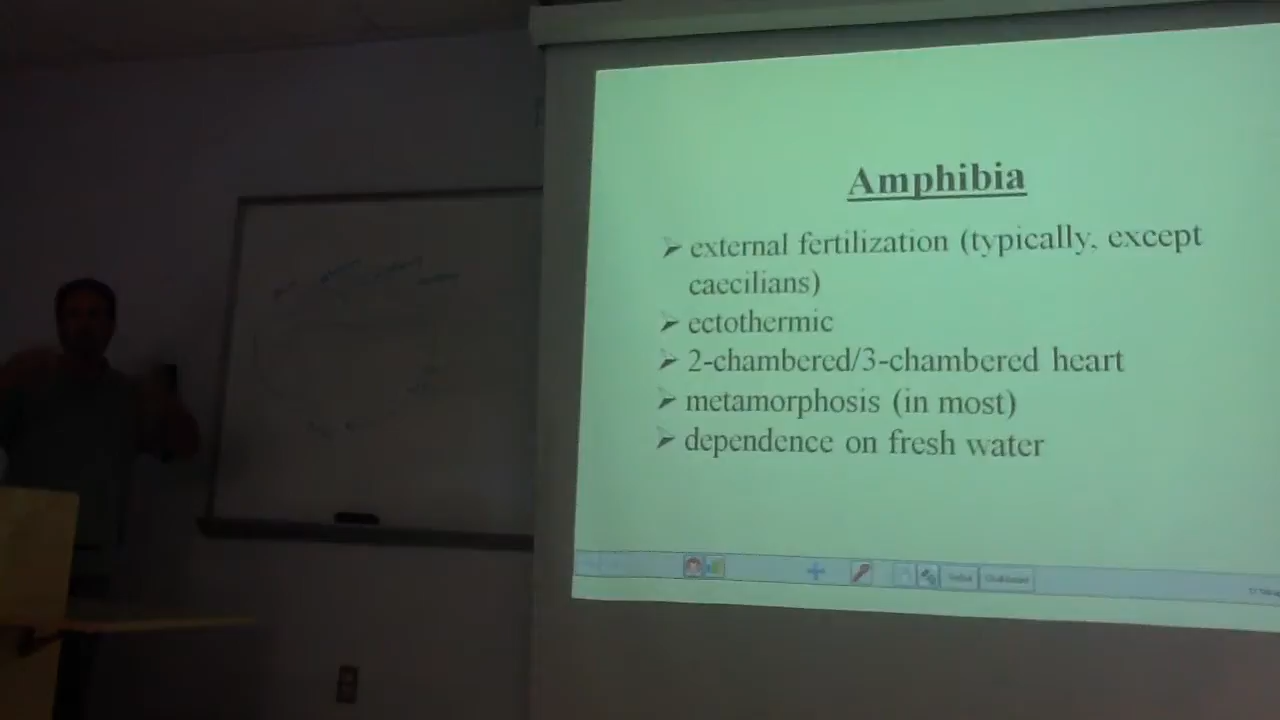 Amphibia
➢ external fertilization (typically, except
caecilians)
➢ ectothermic
➢ 2-chambered/3-chambered heart
➢ metamorphosis (in most)
➢ dependence on fresh water